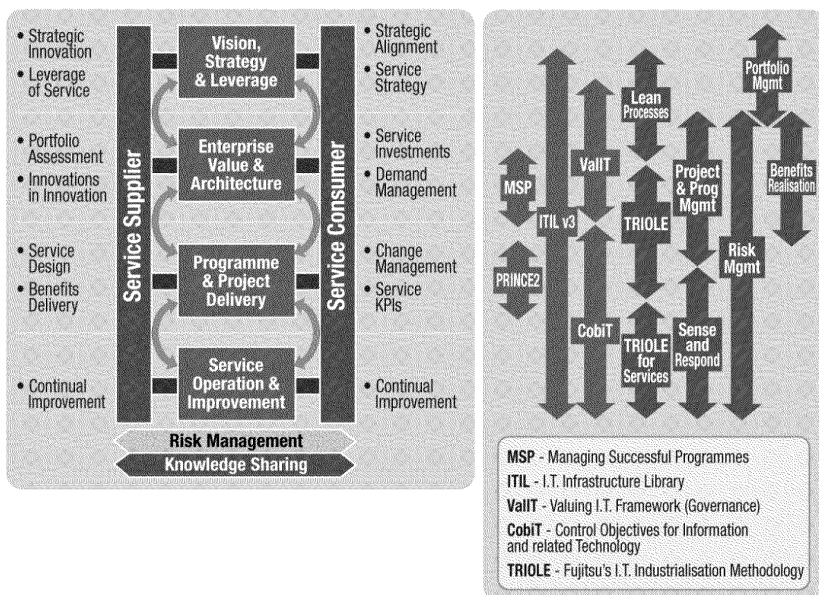 • Strategic
Innovation
• Leverage
of Service
• Portfolio
Assessment
• Innovations
in Innovation
• Service
Design
• Benefits
Delivery
• Continual
Improvement
Service Supplier
Vision,
Strategy
& Leverage
Enterprise
Value &
Architecture
Programme
& Project
Delivery
Service
Operation &
Improvement
Service Consumer
• Strategic
Alignment
• Service
Strategy
• Service
Investments
• Demand
Management
• Change
Management
• Service
KPIs
• Continual
Improvement
Risk Management
Knowledge Sharing
MSP
PRINCE2
ITIL v3
ValIT
CobiT
Lean
Processes
TRIOLE
TRIOLE
for
Services
Project
& Prog
Mgmt
Sense
and
Respond
Risk
Mgmt
Portfolio
Mgmt
Benefits
Realisation
MSP - Managing Successful Programmes
ITIL - I.T. Infrastructure Library
ValIT - Valuing I.T. Framework (Governance)
CobiT - Control Objectives for Information
and related Technology
TRIOLE - Fujitsu's I.T. Industrialisation Methodology